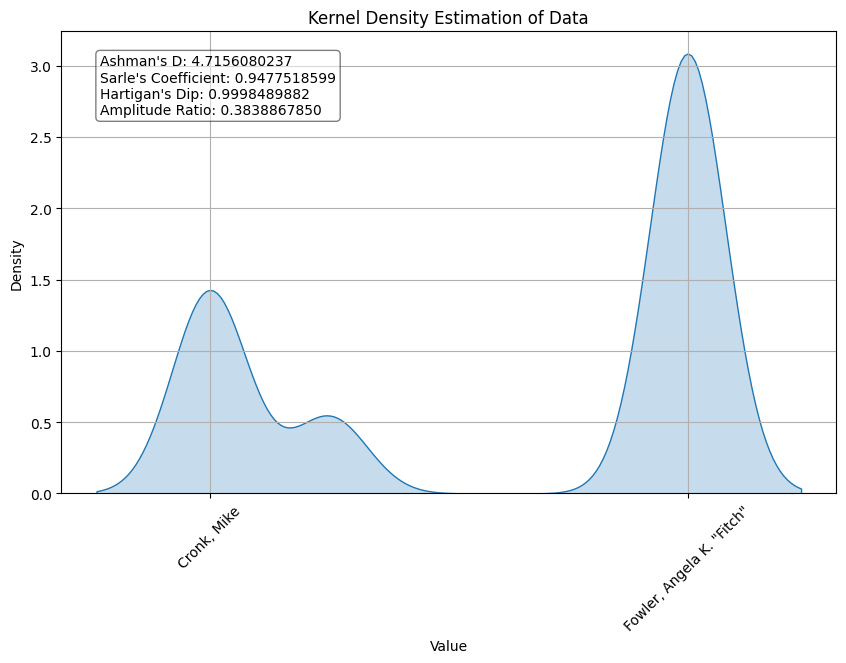 Kernel Density Estimation of Data
Ashman's D: 4.7156080237
Sarle's Coefficient: 0.9477518599
Hartigan's Dip: 0.9998489882
Amplitude Ratio: 0.3838867850
3.0
2.5
2.0
1.5
1.0
0.5
0.0
Density
Cronk, Mike
Fowler, Angela K. "Fitch"
Value